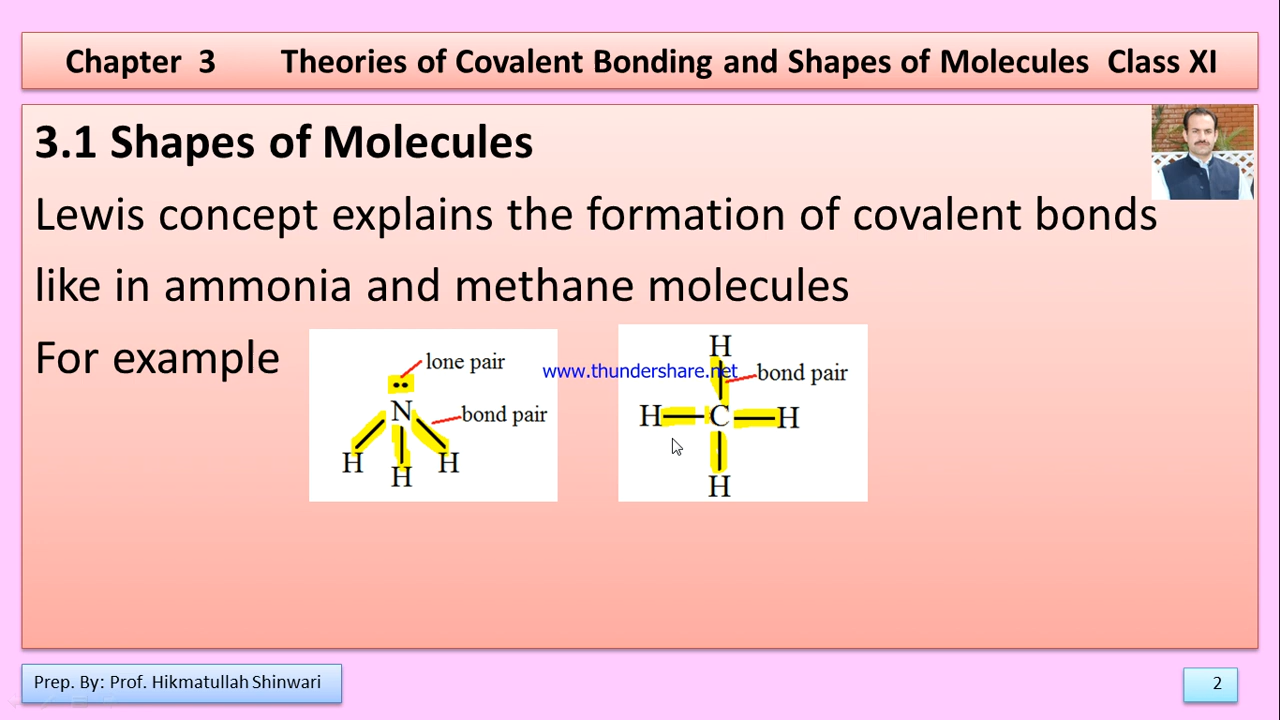 Chapter 3 Theories of Covalent Bonding and Shapes of Molecules Class XI
3.1 Shapes of Molecules
Lewis concept explains the formation of covalent bonds
like in ammonia and methane molecules
For example
lone pair
N
bond pair
H H H
www.thundershare.net
H
bond pair
H C H
H
Prep. By: Prof. Hikmatullah Shinwari
2